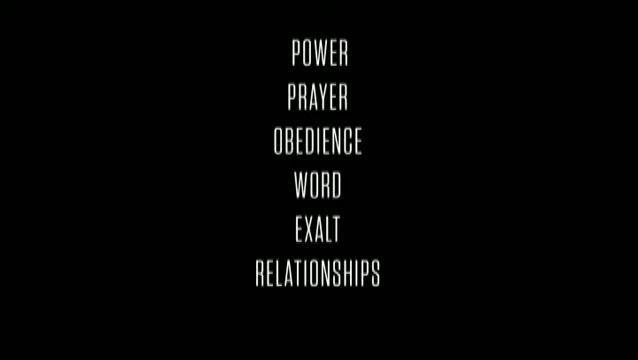 POWER
PRAYER
OBEDIENCE
WORD
EXALT
RELATIONSHIPS